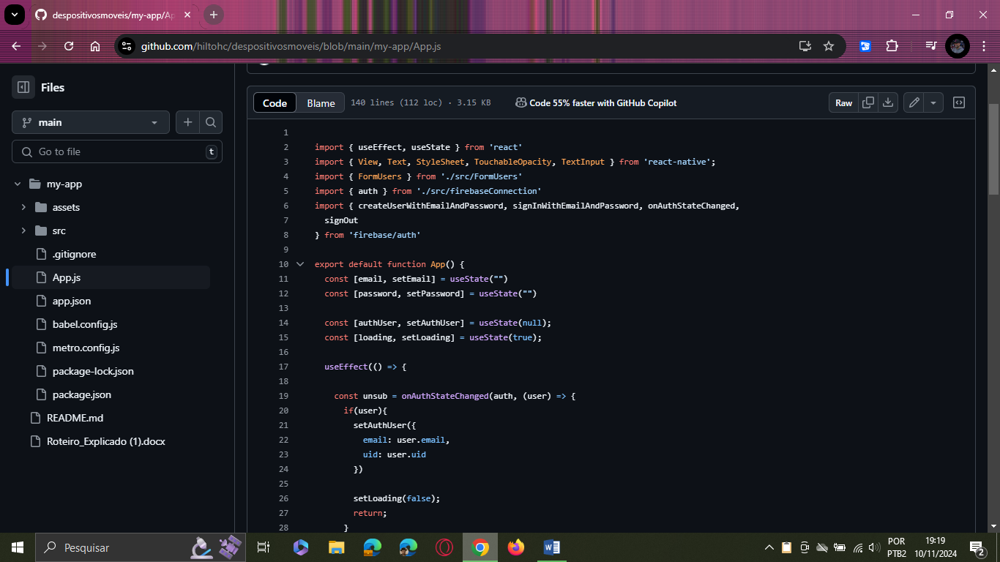 despositivosmoveis/my-app/Ap
github.com/hiltohc/despositivosmoveis/blob/main/my-app/App.js
Files
main
Go to file
t
my-app
assets
src
.gitignore
App.js
app.json
babel.config.js
metro.config.js
package-lock.json
package.json
README.md
Roteiro_Explicado (1).docx
Code
Blame
140 lines (112 loc) · 3.15 KB
Code 55% faster with GitHub Copilot
Raw
1
2 import { useEffect, useState } from 'react'
3 import { View, Text, StyleSheet, TouchableOpacity, TextInput } from 'react-native';
4 import { FormUsers } from './src/FormUsers'
5 import { auth } from './src/firebaseConnection'
6 import { createUserWithEmailAndPassword, signInWithEmailAndPassword, onAuthStateChanged,
7 signOut
8 } from 'firebase/auth'
9
10 export default function App() {
11 const [email, setEmail] = useState("")
12 const [password, setPassword] = useState("")
13
14 const [authUser, setAuthUser] = useState(null);
15 const [loading, setLoading] = useState(true);
16
17 useEffect(() => {
18
19 const unsub = onAuthStateChanged(auth, (user) => {
20 if(user){
21 setAuthUser({
22 email: user.email,
23 uid: user.uid
24 })
25
26 setLoading(false);
27 return;
28 }
Pesquisar
POR
PTB2
19:19
10/11/2024
2